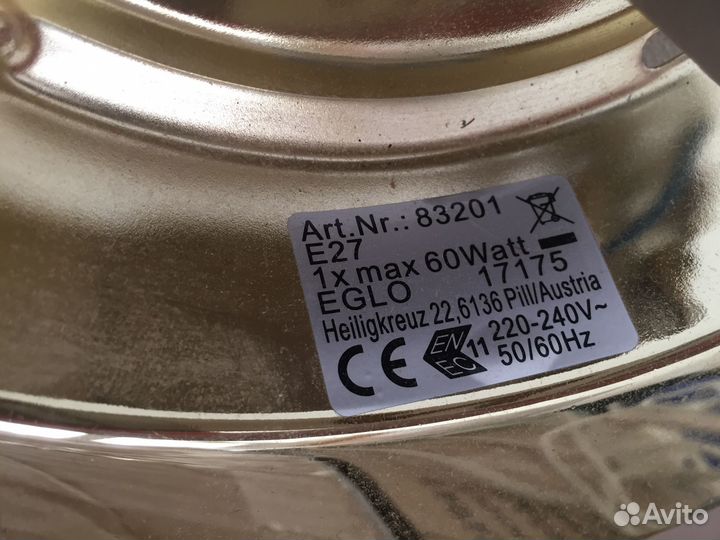 Art.Nr.: 83201
E27
1x max 60Watt
EGLO 17175
Heiligkreuz 22,6136 Pill/Austria
CE EN EC 11 220-240V~
50/60Hz
Avito